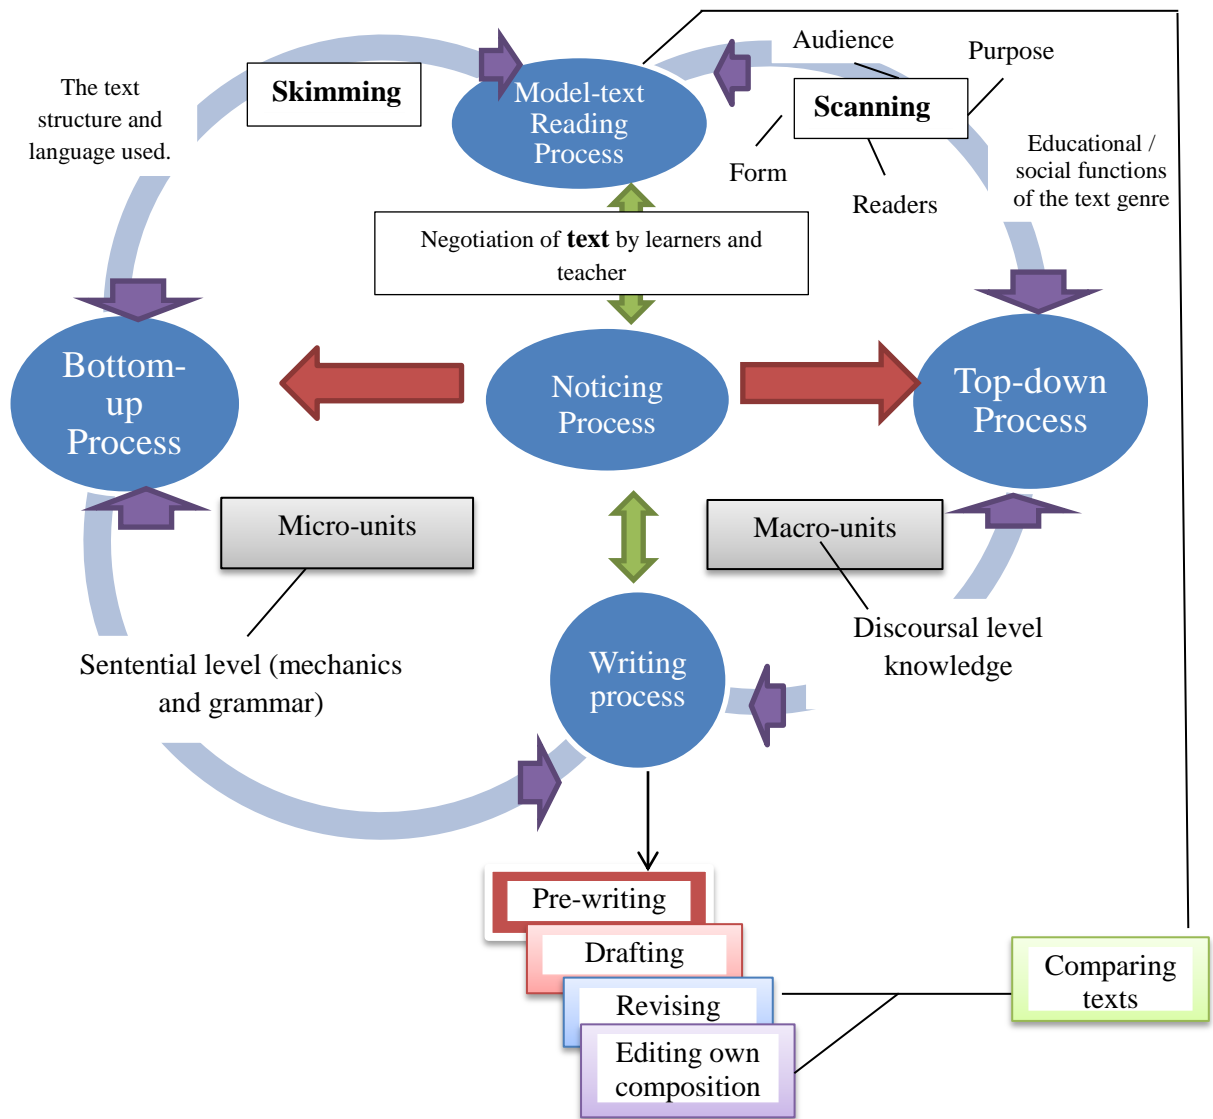 Audience
Purpose
The text
structure and
language used.
Skimming
Model-text
Reading
Process
Scanning
Form
Readers
Educational /
social functions
of the text genre
Negotiation of text by learners and
teacher
Bottom-
up
Process
Noticing
Process
Top-down
Process
Micro-units
Macro-units
Sentential level (mechanics
and grammar)
Writing
process
Discoursal level
knowledge
Pre-writing
Drafting
Revising
Editing own
composition
Comparing
texts